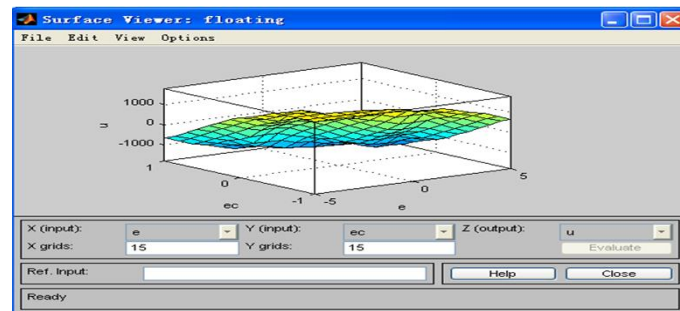 Surface Viewer: floating
File Edit View Options
1000
0
-1000
u
1
0
-1
ec
-5
0
5
e
X (input): e Y (input): ec Z (output): u
X grids: 15 Y grids: 15 Evaluate
Ref. Input: Help Close
Ready